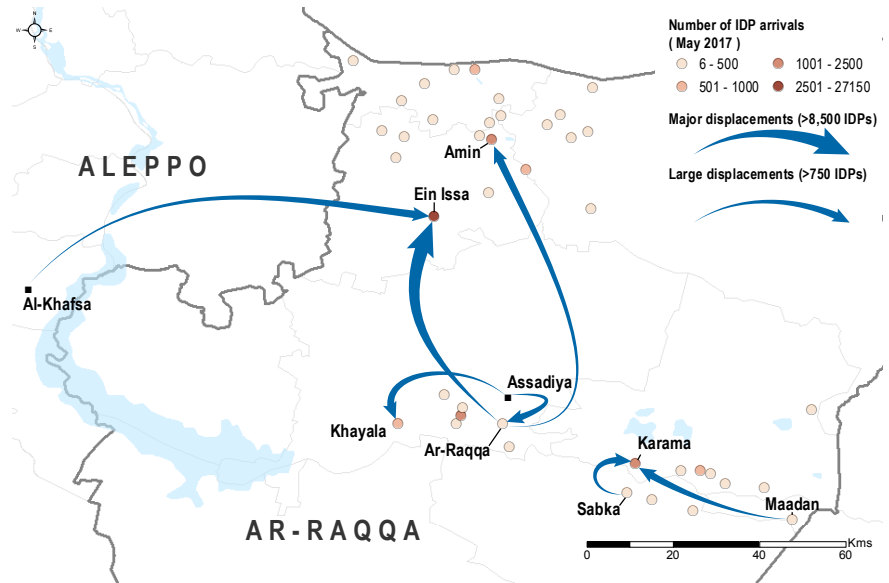 N
W E
S
Number of IDP arrivals
( May 2017 )
6 - 500
1001 - 2500
501 - 1000
2501 - 27150
Major displacements (>8,500 IDPs)
Large displacements (>750 IDPs)
ALEPPO
Amin
Ein Issa
Al-Khafsa
Assadiya
Khayala
Ar-Raqqa
Karama
Sabka
Maadan
AR-RAQQA
Kms
0 20 40 60